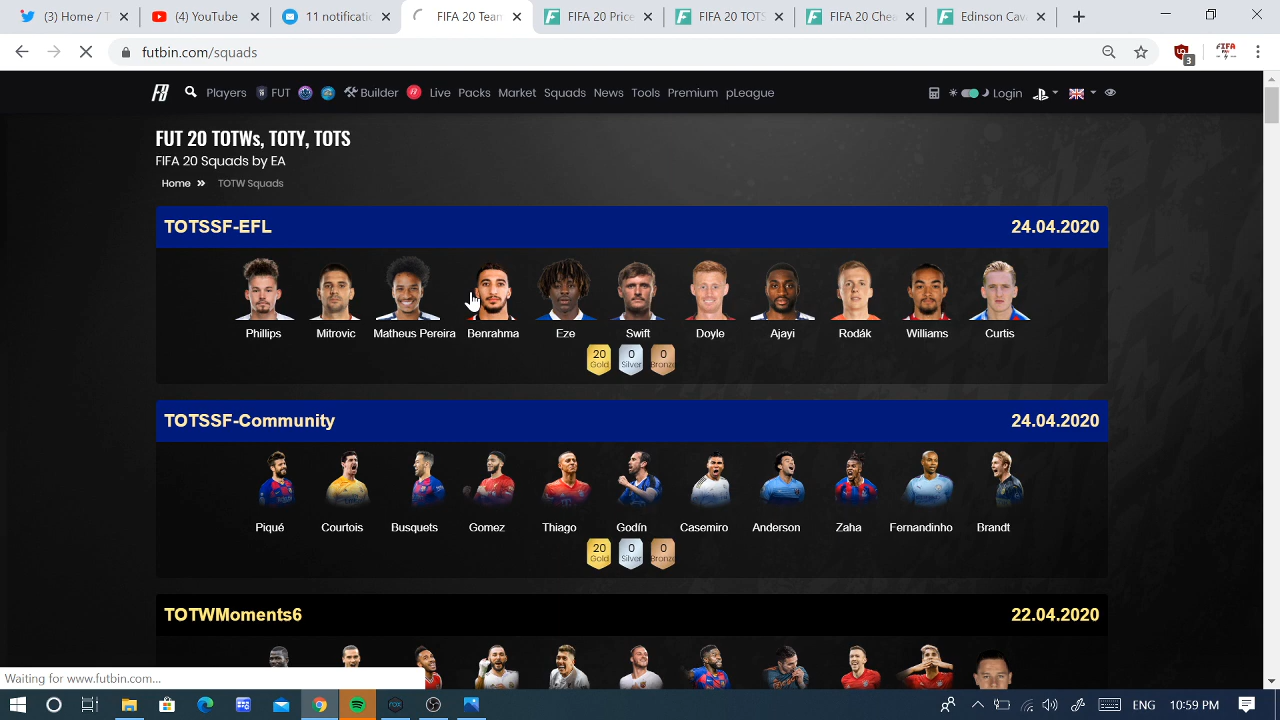 Home / T
11 notificatio
FIFA 20 Team
FIFA 20 Price
FIFA 20 TOTS
FIFA 20 Chea
Edinson Cav
futbin.com/squads
3
FIFA
Players FUT Builder Live Packs Market Squads News Tools Premium pLeague Login
FUT 20 TOTWs, TOTY, TOTS
FIFA 20 Squads by EA
Home » TOTW Squads
TOTSSF-EFL 24.04.2020
Phillips Mitrovic Matheus Pereira Benrahma Eze Swift Doyle Ajayi Rodák Williams Curtis
20 0 0
Gold Silver Bronze
TOTSSF-Community 24.04.2020
Piqué Courtois Busquets Gomez Thiago Godín Casemiro Anderson Zaha Fernandinho Brandt
20 0 0
Gold Silver Bronze
TOTWMoments6 22.04.2020
Waiting for www.futbin.com...
ENG 10:59 PM